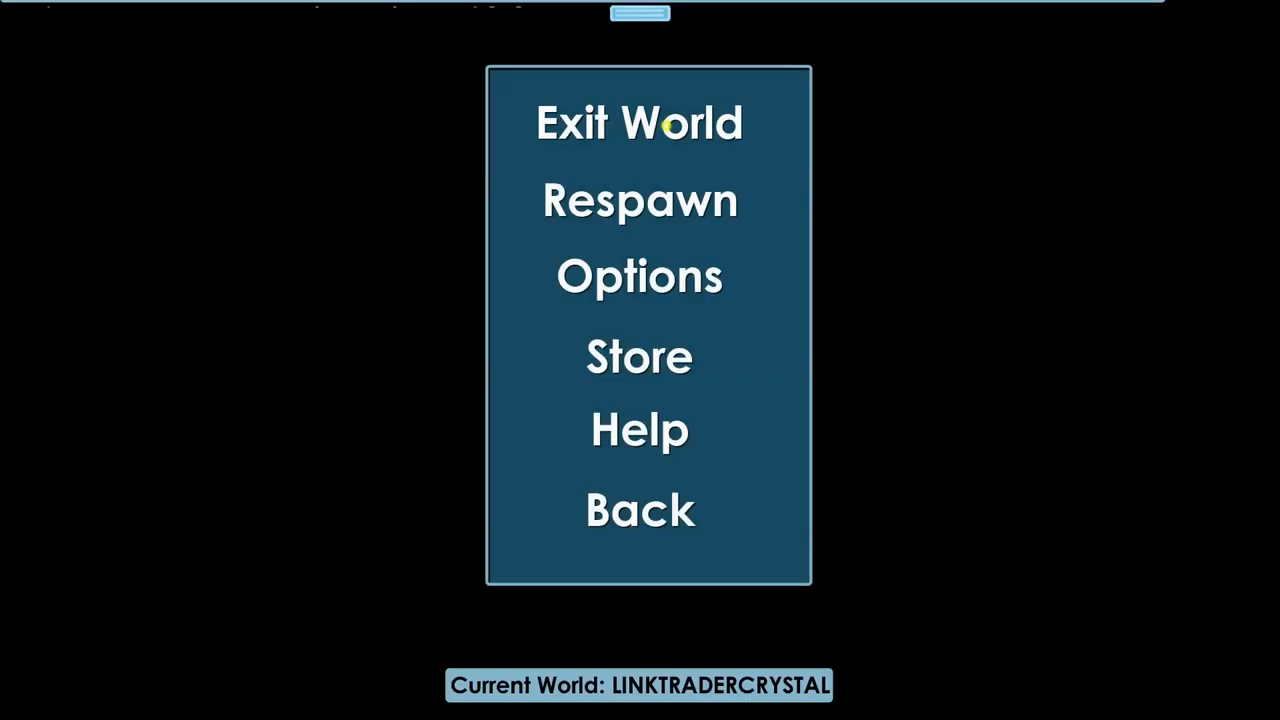 Exit World
Respawn
Options
Store
Help
Back
Current World: LINKTRADERCRYSTAL